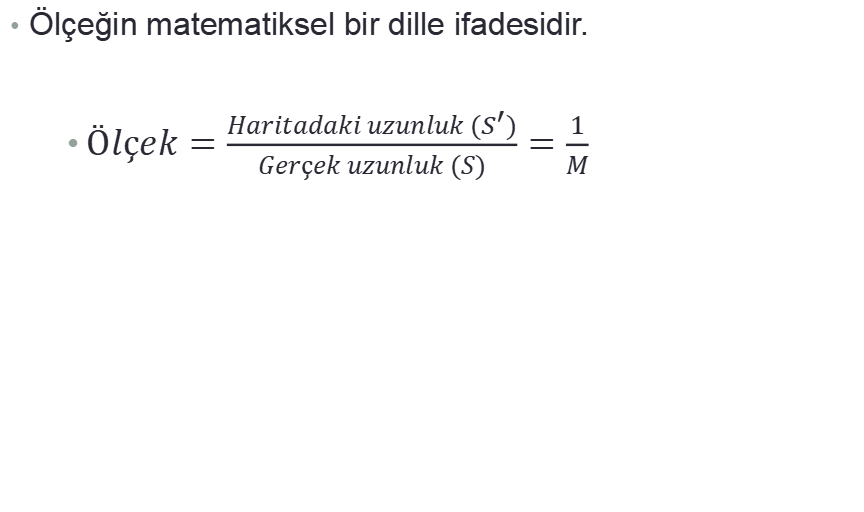 • Ölçeğin matematiksel bir dille ifadesidir.
• Ölçek = Haritadaki uzunluk (S′) / Gerçek uzunluk (S) = 1 / M